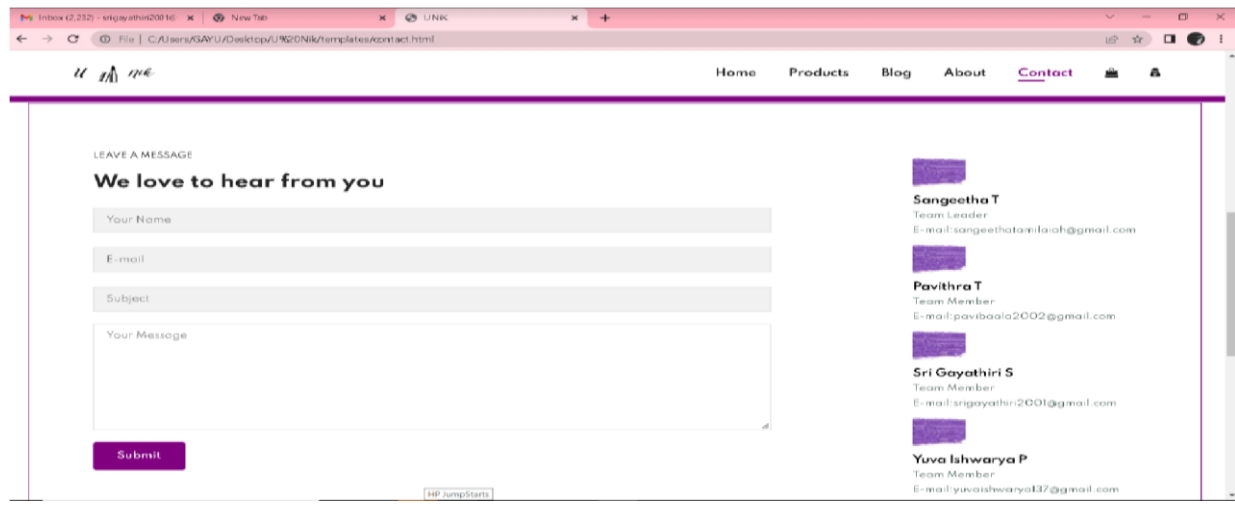 Inbox (2,232) - srigayathiri20016
New Tab
UNIK
File | C:/Users/GAYU/Desktop/U%20Nik/templates/contact.html
U nik
Home Products Blog About Contact
LEAVE A MESSAGE
We love to hear from you
Your Name
E-mail
Subject
Your Message
Submit
Sangeetha T
Team Leader
E-mail:sangeethatamilaiah@gmail.com
Pavithra T
Team Member
E-mail:pavibaala2002@gmail.com
Sri Gayathiri S
Team Member
E-mail:srigayathiri2001@gmail.com
Yuva Ishwarya P
Team Member
E-mail:yuvaishwarya137@gmail.com
HP JumpStarts